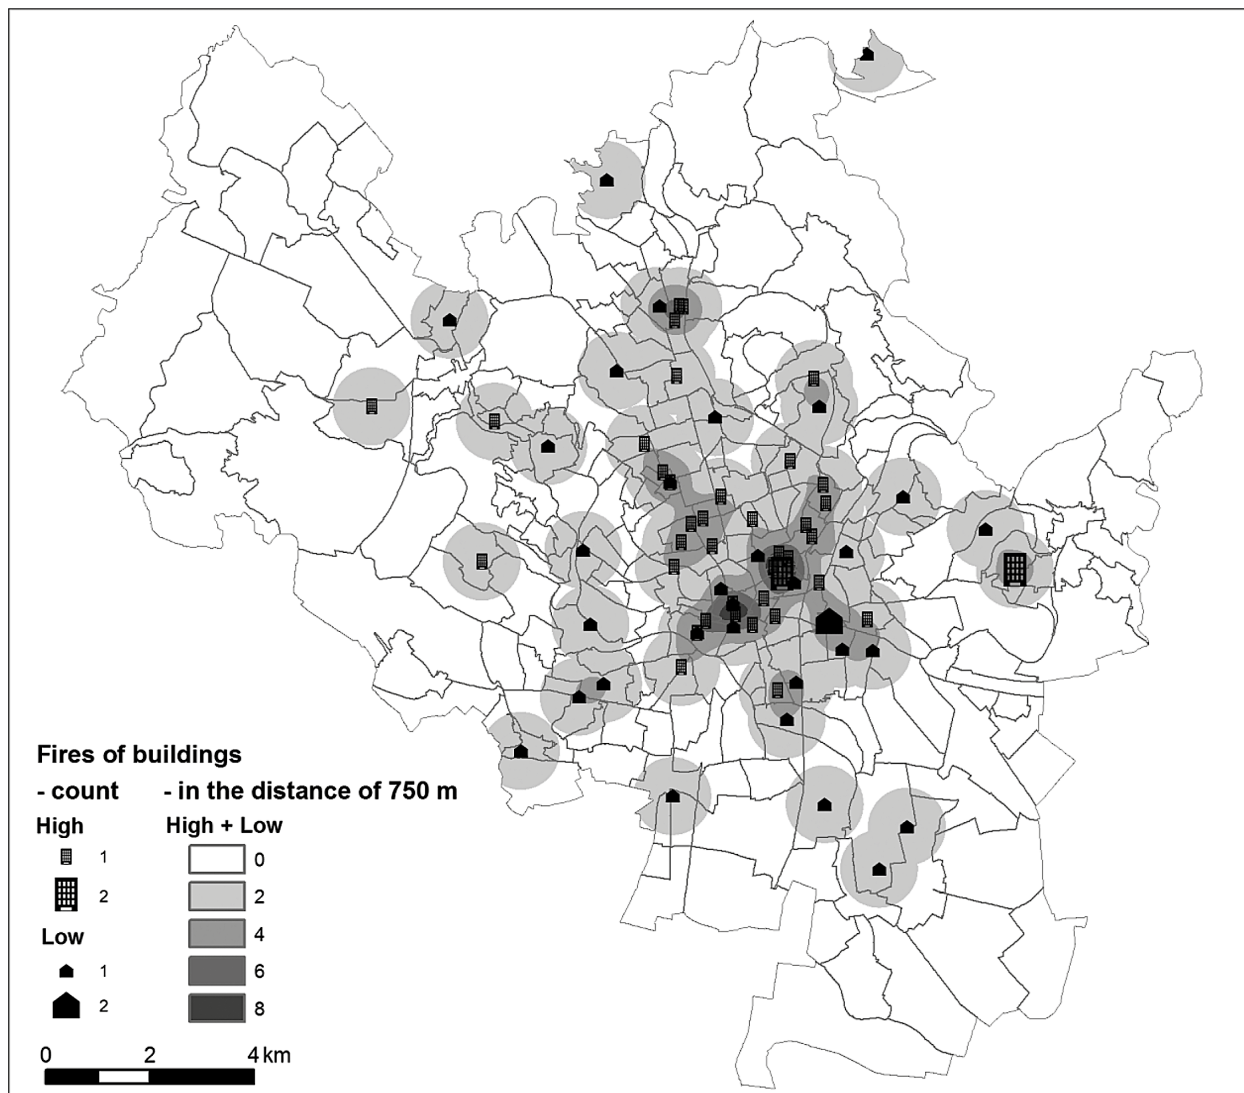 Fires of buildings
- count - in the distance of 750 m
High High + Low
1 0
2 2
Low 4
1 6
2 8
0 2 4 km